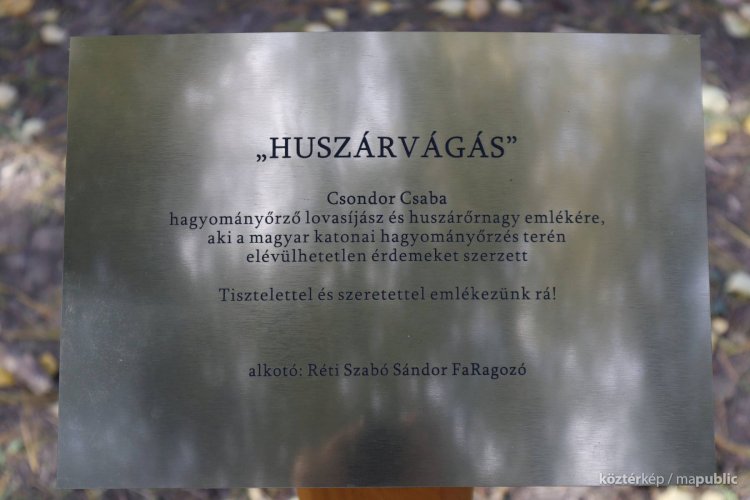 „HUSZÁRVÁGÁS”
Csondor Csaba
hagyományőrző lovasíjász és huszárőrnagy emlékére,
aki a magyar katonai hagyományőrzés terén
elévülhetetlen érdemeket szerzett
Tisztelettel és szeretettel emlékezünk rá!
alkotó: Réti Szabó Sándor FaRagozó
köztérkép / mapublic